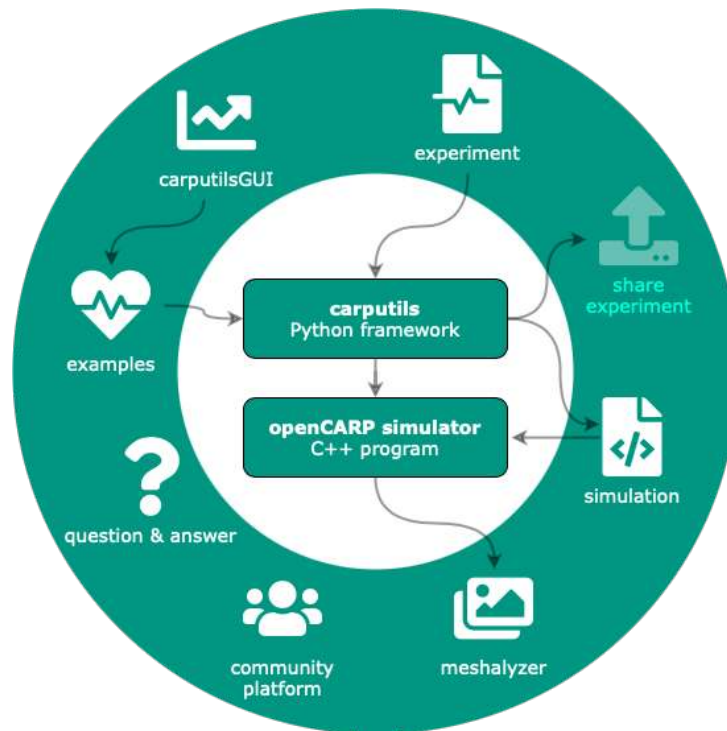 experiment
carputilsGUI
share
experiment
carputils
Python framework
examples
openCARP simulator
C++ program
</>
simulation
question & answer
community
platform
meshalyzer